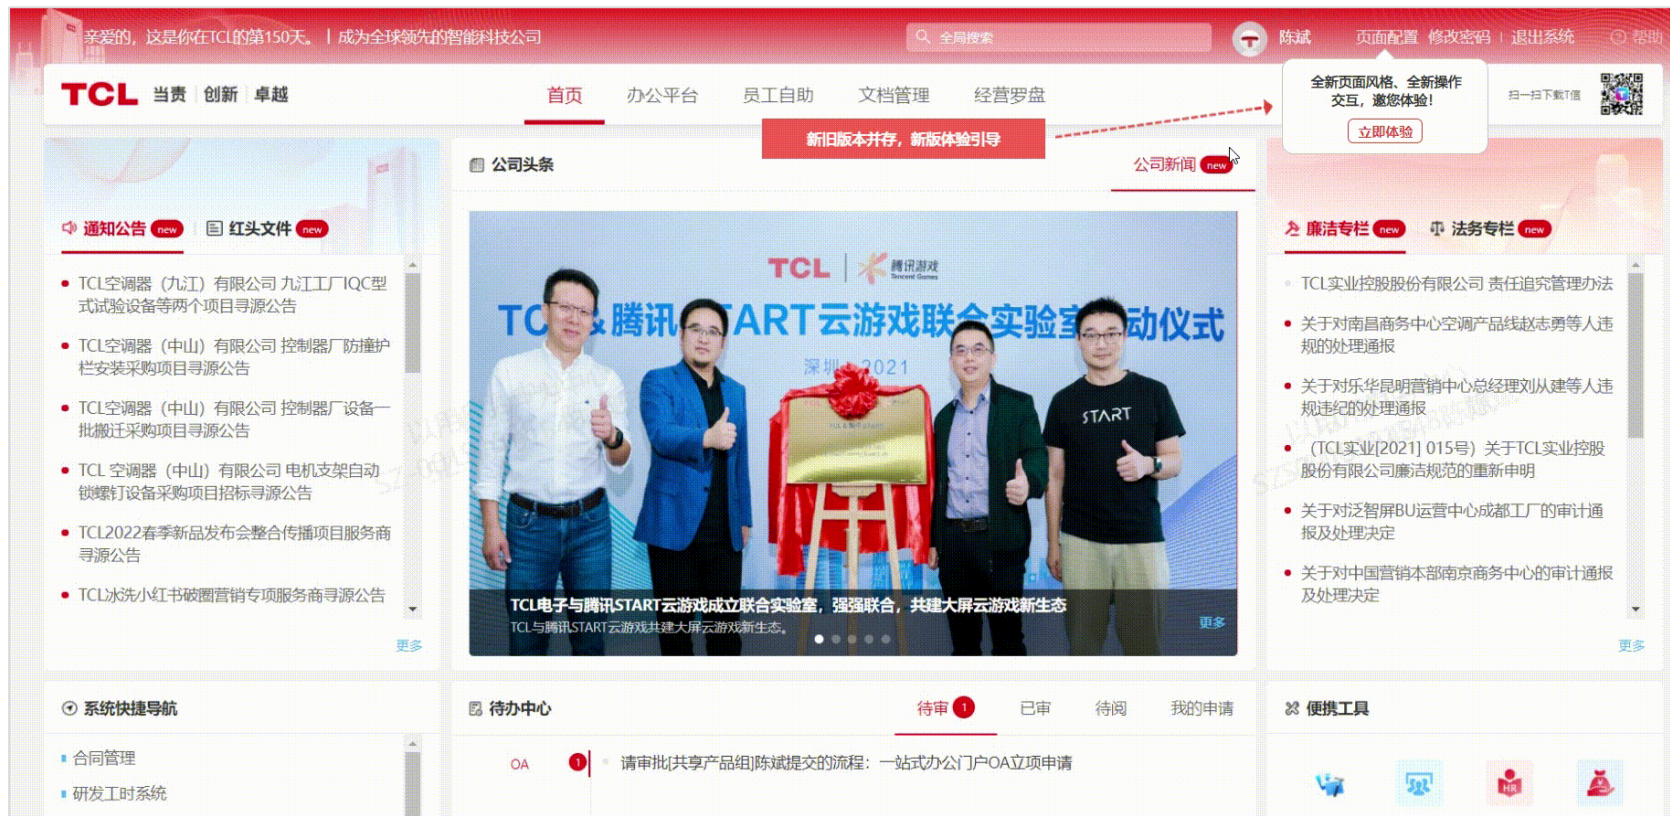 亲爱的，这是你在TCL的第150天。 | 成为全球领先的智能科技公司
全局搜索
陈斌
页面配置 修改密码 | 退出系统
帮助
TCL 当责 | 创新 | 卓越
首页
办公平台
员工自助
文档管理
经营罗盘
全新页面风格、全新操作
交互，邀您体验！
立即体验
扫一扫下载T信
新旧版本并存，新版体验引导
通知公告 new
红头文件 new
TCL空调器（九江）有限公司 九江工厂IQC型
式试验设备等两个项目寻源公告
TCL空调器（中山）有限公司 控制器厂防撞护
栏安装采购项目寻源公告
TCL空调器（中山）有限公司 控制器厂设备一
批搬迁采购项目寻源公告
TCL 空调器（中山）有限公司 电机支架自动
锁螺钉设备采购项目招标寻源公告
TCL2022春季新品发布会整合传播项目服务商
寻源公告
TCL冰洗小红书破圈营销专项服务商寻源公告
更多
公司头条
公司新闻 new
TCL | 腾讯游戏
Tencent Games
TC & 腾讯 START云游戏联合实验室 动仪式
深圳 2021
START
TCL电子与腾讯START云游戏成立联合实验室，强强联合，共建大屏云游戏新生态
TCL与腾讯START云游戏共建大屏云游戏新生态。
更多
廉洁专栏 new
法务专栏 new
TCL实业控股股份有限公司 责任追究管理办法
关于对南昌商务中心空调产品线赵志勇等人违
规的处理通报
关于对乐华昆明营销中心总经理刘从建等人违
规违纪的处理通报
（TCL实业[2021] 015号）关于TCL实业控股
股份有限公司廉洁规范的重新申明
关于对泛智屏BU运营中心成都工厂的审计通
报及处理决定
关于对中国营销本部南京商务中心的审计通报
及处理决定
更多
系统快捷导航
合同管理
研发工时系统
待办中心
待审 1
已审
待阅
我的申请
OA 1
请审批[共享产品组]陈斌提交的流程：一站式办公门户OA立项申请
便携工具
HR